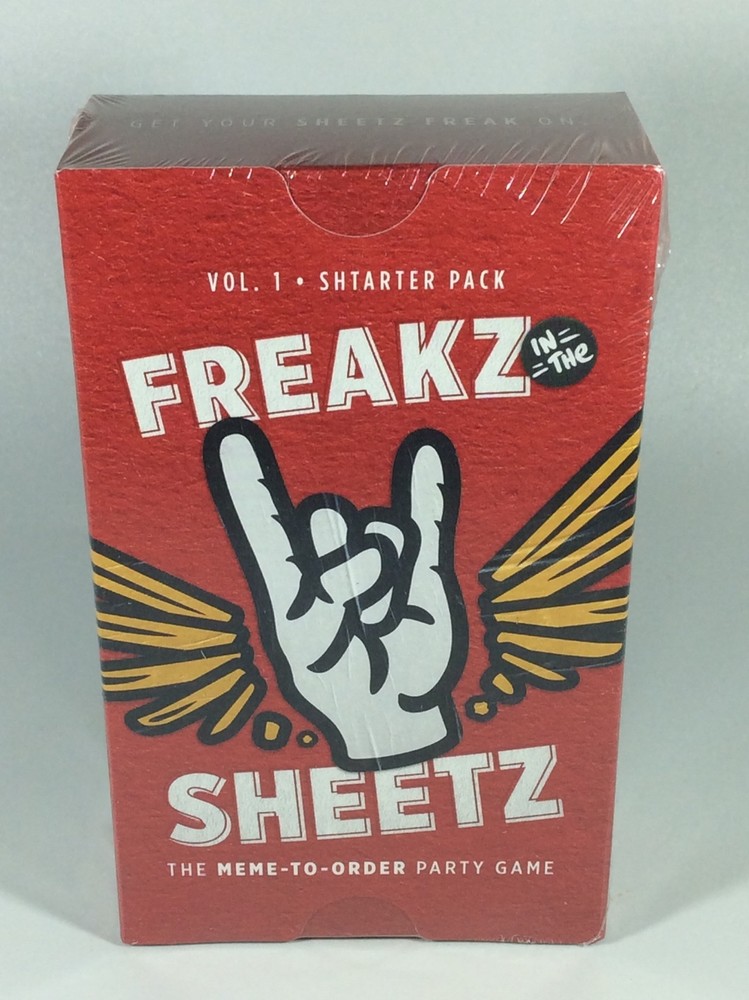 GET YOUR SHEETZ FREAK ON.
VOL. 1 • SHTARTER PACK
FREAKZ
IN
THE
SHEETZ
THE MEME-TO-ORDER PARTY GAME